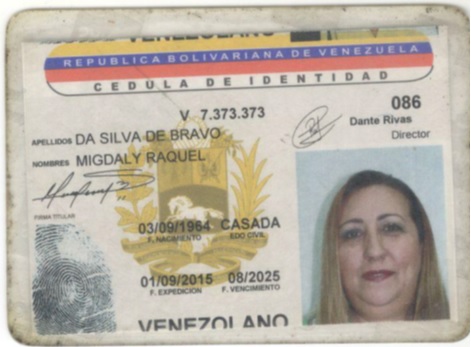 VENEZOLANO
REPUBLICA BOLIVARIANA DE VENEZUELA
CEDULA DE IDENTIDAD
V 7.373.373
086
Dante Rivas
Director
APELLIDOS DA SILVA DE BRAVO
NOMBRES MIGDALY RAQUEL
FIRMA TITULAR
03/09/1964 CASADA
F. NACIMIENTO EDO CIVIL
01/09/2015 08/2025
F. EXPEDICION F. VENCIMIENTO
VENEZOLANO